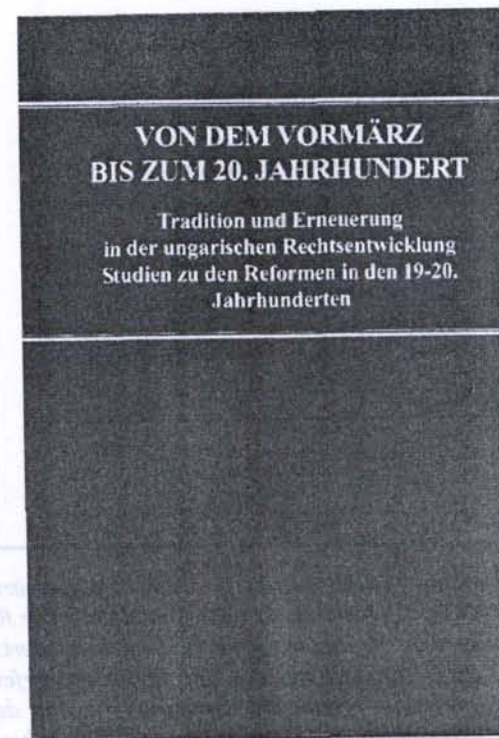 VON DEM VORMÄRZ
BIS ZUM 20. JAHRHUNDERT
Tradition und Erneuerung
in der ungarischen Rechtsentwicklung
Studien zu den Reformen in den 19-20.
Jahrhunderten